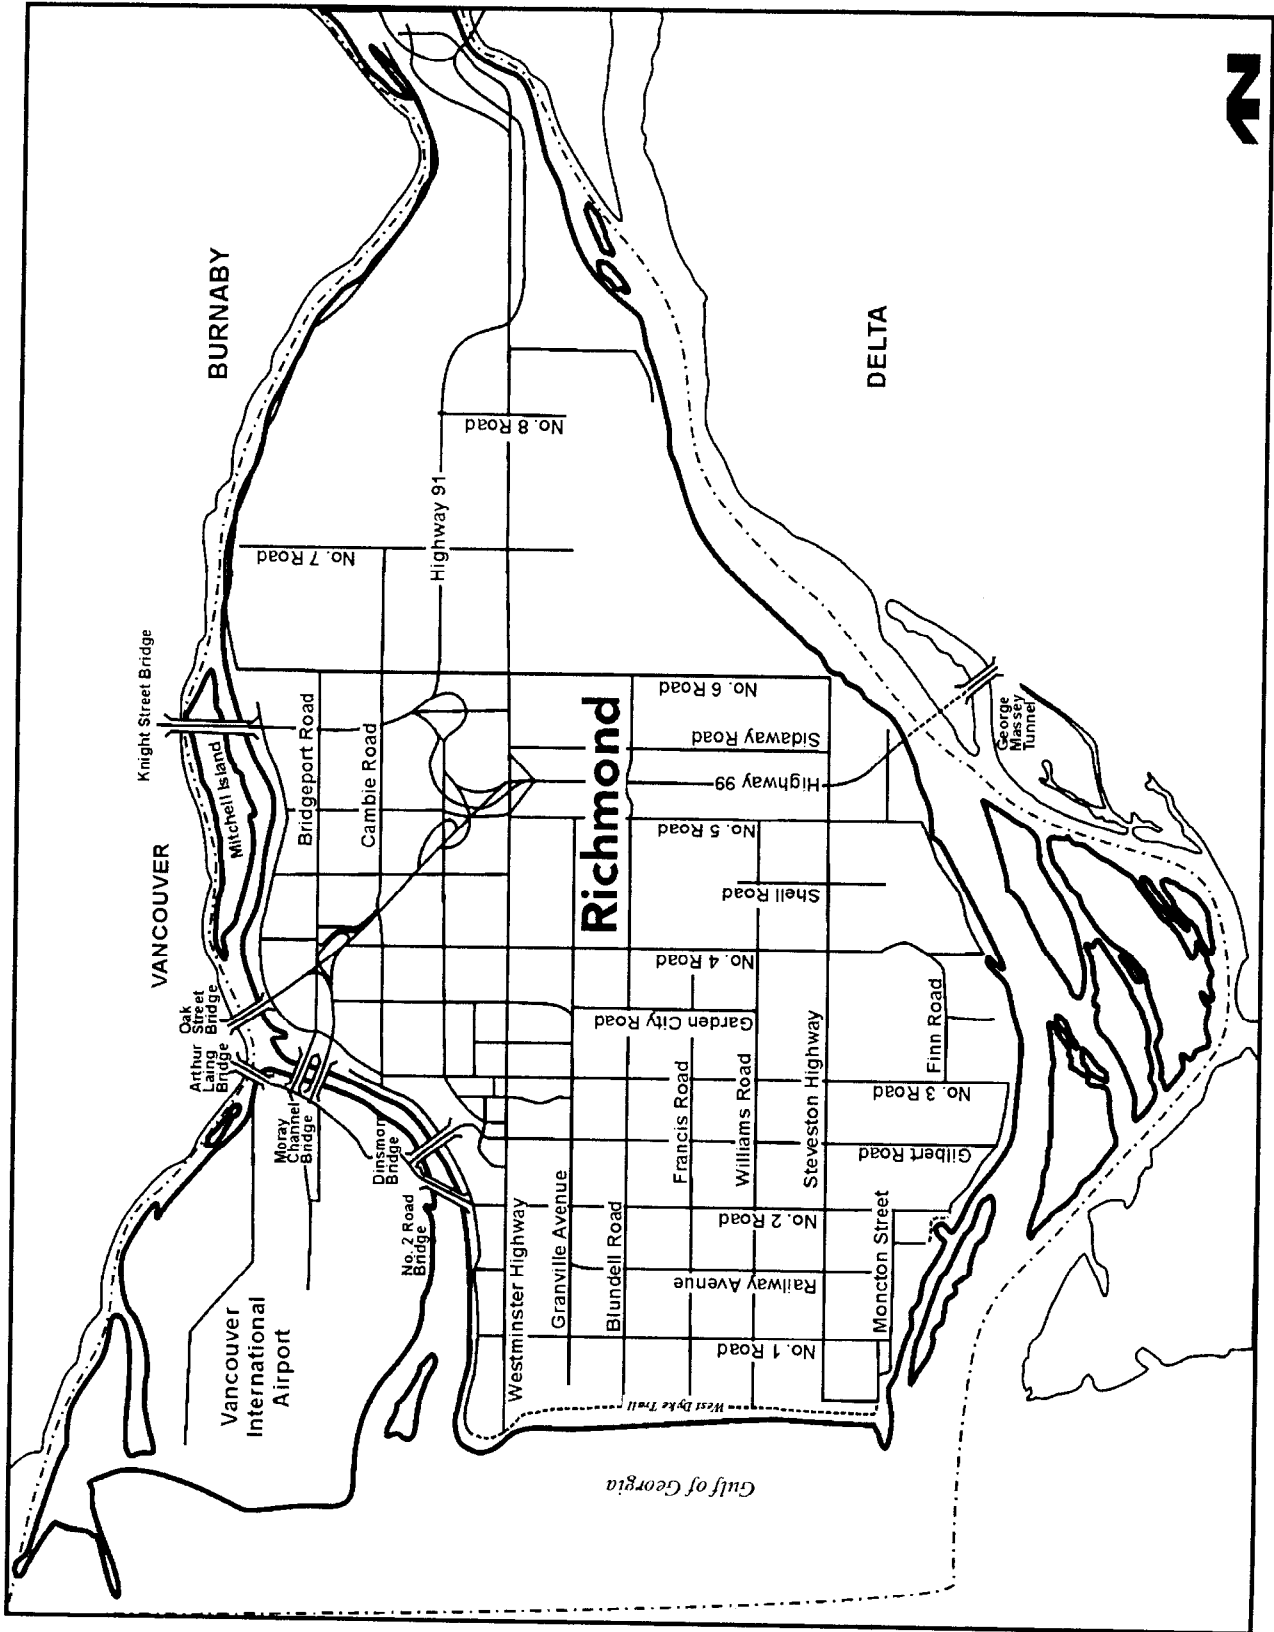 N
BURNABY
DELTA
VANCOUVER
Richmond
Knight Street Bridge
Mitchell Island
Oak
Street
Bridge
Arthur
Laing
Bridge
Moray
Channel
Bridge
Dinsmore
Bridge
No. 2 Road
Bridge
Vancouver
International
Airport
George
Massey
Tunnel
Bridgeport Road
Cambie Road
Highway 91
Westminster Highway
Granville Avenue
Blundell Road
Francis Road
Williams Road
Steveston Highway
Finn Road
Moncton Street
No. 8 Road
No. 7 Road
No. 6 Road
Sidaway Road
Highway 99
No. 5 Road
Shell Road
No. 4 Road
Garden City Road
No. 3 Road
Gilbert Road
No. 2 Road
Railway Avenue
No. 1 Road
West Dyke Trail
Gulf of Georgia